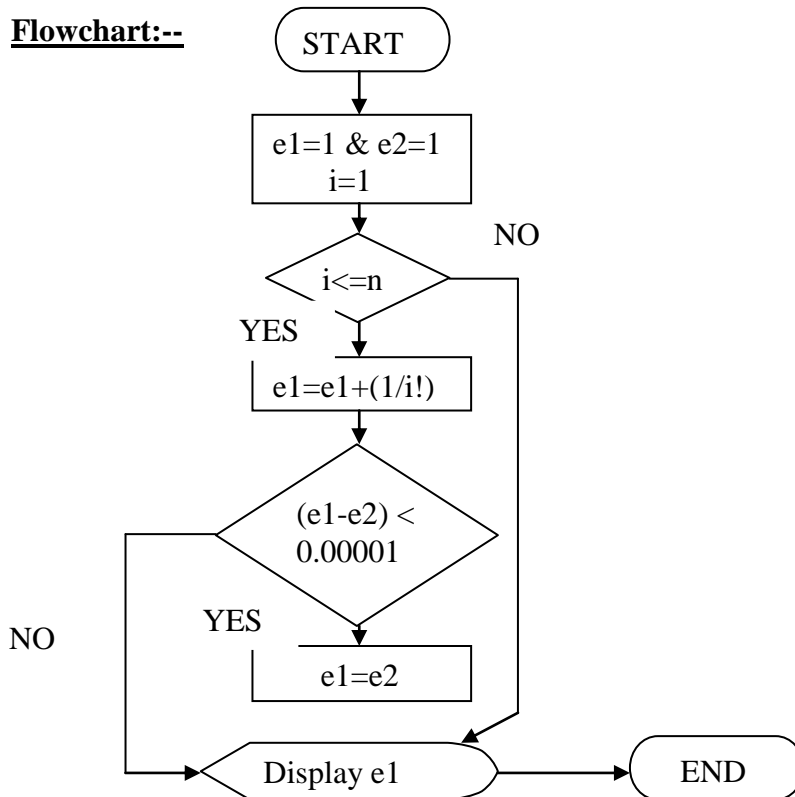 Flowchart:--
START
e1=1 & e2=1
i=1
NO
i<=n
YES
e1=e1+(1/i!)
(e1-e2) <
0.00001
YES
NO
e1=e2
Display e1
END